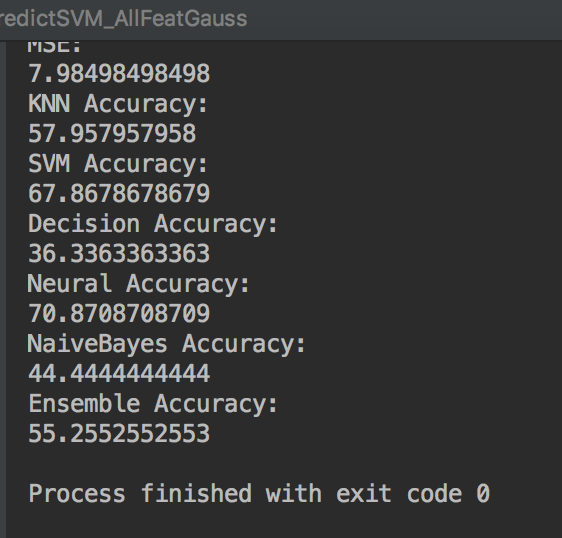 redictSVM_AllFeatGauss
MSE:
7.98498498498
KNN Accuracy:
57.957957958
SVM Accuracy:
67.8678678679
Decision Accuracy:
36.3363363363
Neural Accuracy:
70.8708708709
NaiveBayes Accuracy:
44.4444444444
Ensemble Accuracy:
55.2552552553
Process finished with exit code 0